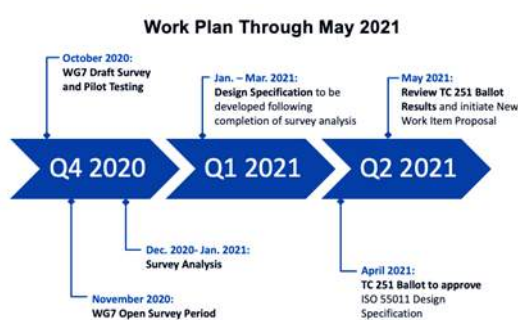 Work Plan Through May 2021
October 2020:
WG7 Draft Survey
and Pilot Testing
Jan. – Mar. 2021:
Design Specification to be
developed following
completion of survey analysis
May 2021:
Review TC 251 Ballot
Results and initiate New
Work Item Proposal
Q4 2020
Q1 2021
Q2 2021
Dec. 2020- Jan. 2021:
Survey Analysis
November 2020:
WG7 Open Survey Period
April 2021:
TC 251 Ballot to approve
ISO 55011 Design
Specification